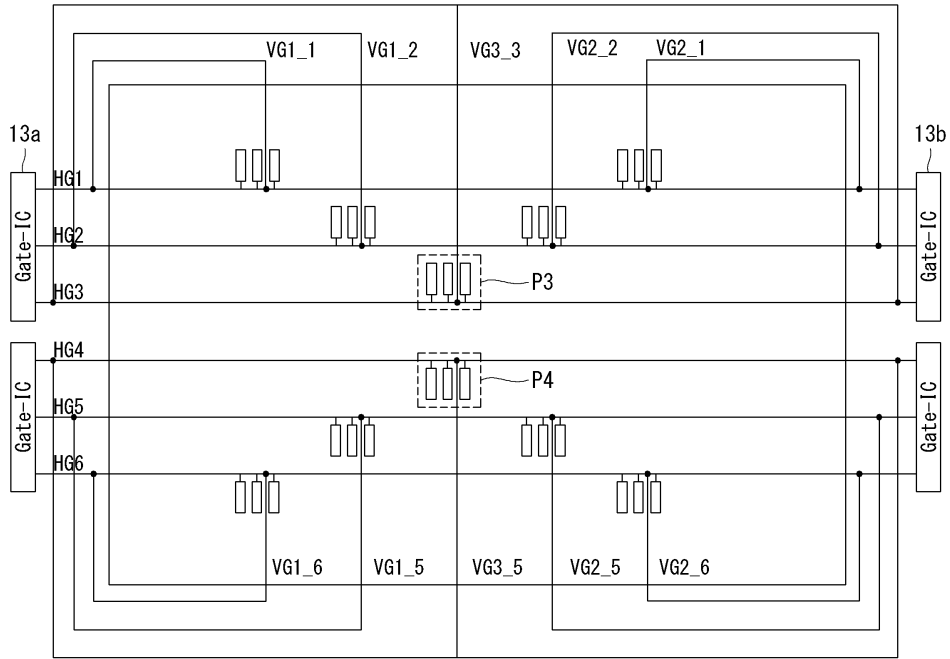 VG1_1 VG1_2 VG3_3 VG2_2 VG2_1
13a
13b
HG1
HG2
HG3
Gate-IC
Gate-IC
P3
HG4
HG5
HG6
Gate-IC
Gate-IC
P4
VG1_6 VG1_5 VG3_5 VG2_5 VG2_6